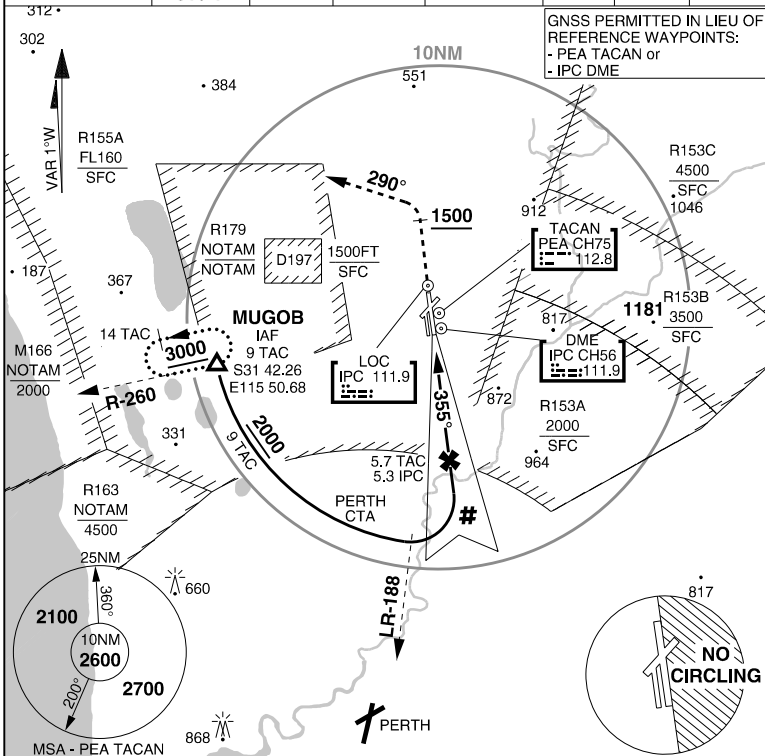 312
302
384
551
10NM
GNSS PERMITTED IN LIEU OF
REFERENCE WAYPOINTS:
- PEA TACAN or
- IPC DME
VAR 1°W
R155A
FL160
SFC
R153C
4500
SFC
1046
290°
1500
912
TACAN
PEA CH75
112.8
R179
NOTAM
NOTAM
D197
1500FT
SFC
187
367
MUGOB
IAF
9 TAC
S31 42.26
E115 50.68
14 TAC
3000
M166
NOTAM
2000
R-260
LOC
IPC 111.9
817
1181
R153B
3500
SFC
DME
IPC CH56
111.9
872
R153A
2000
SFC
964
331
2000
9 TAC
355°
5.7 TAC
5.3 IPC
PERTH
CTA
#
R163
NOTAM
4500
LR-188
660
817
25NM
360°
2100
10NM
2600
2700
200°
MSA - PEA TACAN
868
PERTH
NO
CIRCLING